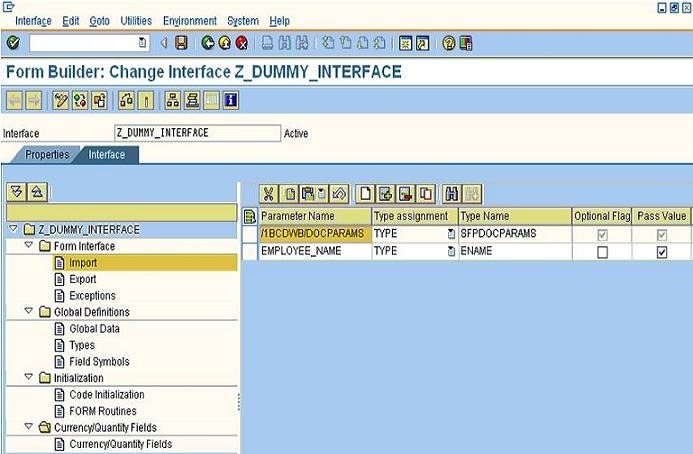 Interface Edit Goto Utilities Environment System Help
Form Builder: Change Interface Z_DUMMY_INTERFACE
Interface Z_DUMMY_INTERFACE Active
Properties Interface
Parameter Name Type assignment Type Name Optional Flag Pass Value
Z_DUMMY_INTERFACE /1BCDWB/DOCPARAMS TYPE SFPDOCPARAMS
Form Interface EMPLOYEE_NAME TYPE ENAME
Import
Export
Exceptions
Global Definitions
Global Data
Types
Field Symbols
Initialization
Code Initialization
FORM Routines
Currency/Quantity Fields
Currency/Quantity Fields